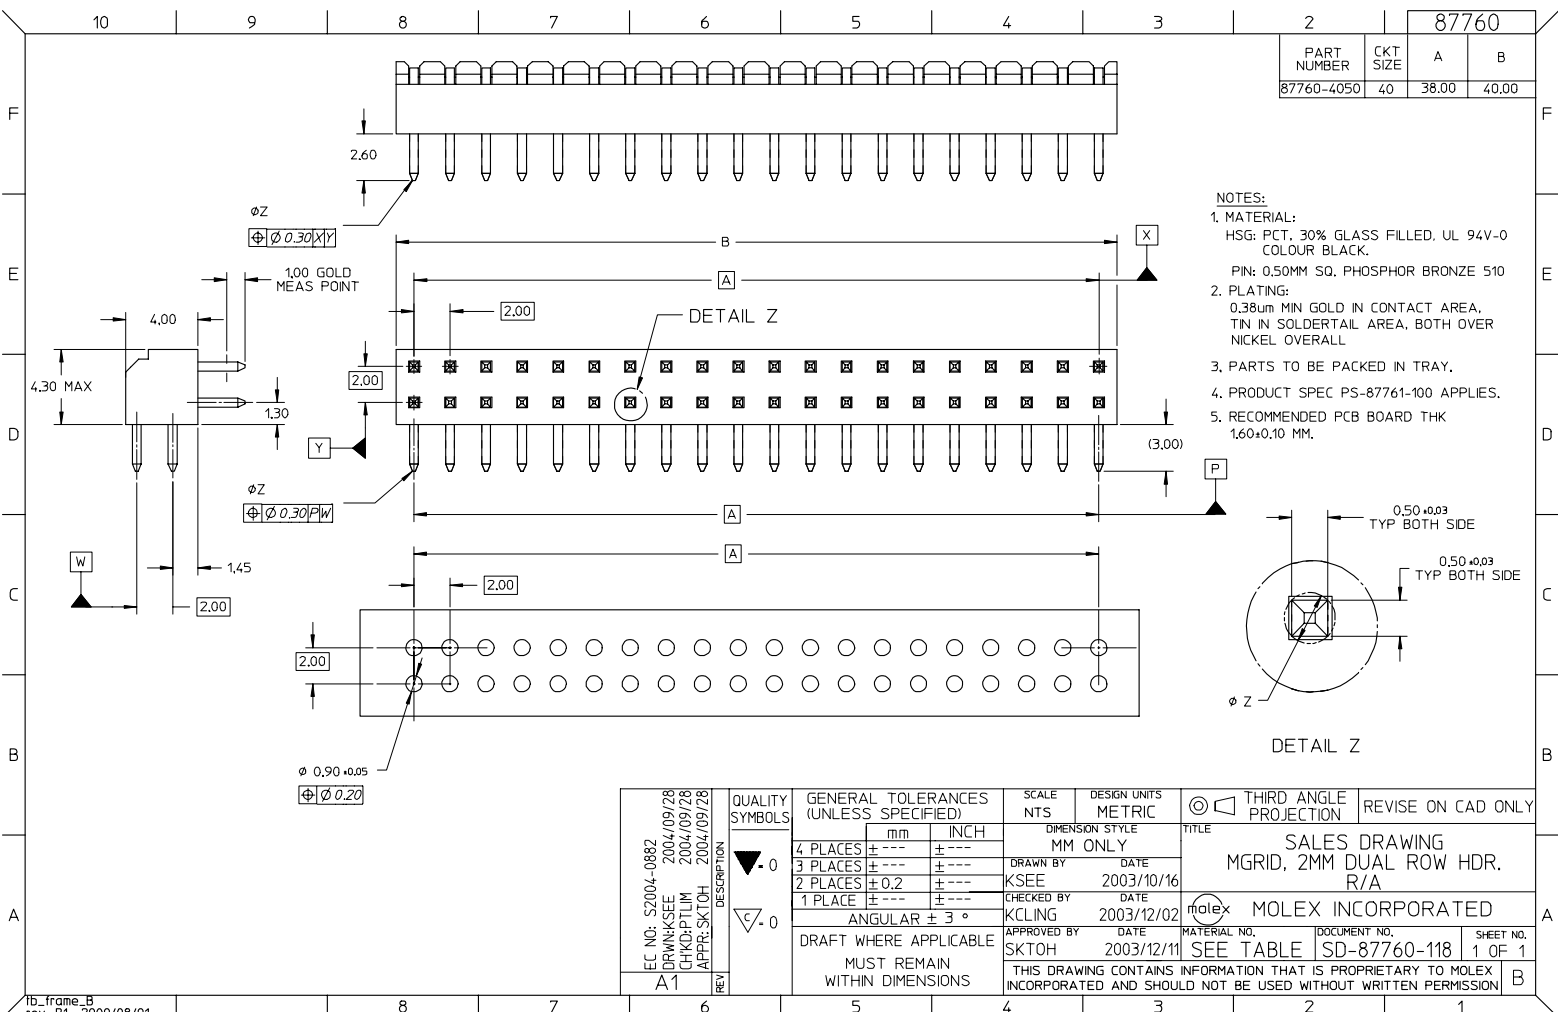 10 9 8 7 6 5 4 3 2 87760
PART NUMBER CKT SIZE A B
87760-4050 40 38.00 40.00
F F
2.60
ØZ
⌖ Ø 0.30 X Y
B
X
E E
A
1.00 GOLD
MEAS POINT
4.00
2.00
DETAIL Z
NOTES:
1. MATERIAL:
HSG: PCT, 30% GLASS FILLED, UL 94V-0
COLOUR BLACK.
PIN: 0.50MM SQ. PHOSPHOR BRONZE 510
2. PLATING:
0.38um MIN GOLD IN CONTACT AREA,
TIN IN SOLDERTAIL AREA, BOTH OVER
NICKEL OVERALL
3. PARTS TO BE PACKED IN TRAY.
4. PRODUCT SPEC PS-87761-100 APPLIES.
5. RECOMMENDED PCB BOARD THK
1.60±0.10 MM.
4.30 MAX
2.00
1.30
D D
Y
(3.00)
P
ØZ
⌖ Ø 0.30 P W
A
0.50 ±0.03
TYP BOTH SIDE
A
W
1.45
2.00
2.00
0.50 ±0.03
TYP BOTH SIDE
C C
2.00
Ø Z
DETAIL Z
B B
Ø 0.90 ±0.05
⌖ Ø 0.20
EC NO: S2004-0882
DRWN:KSEE 2004/09/28
CH'KD:PTLIM 2004/09/28
APPR:SKTOH 2004/09/28
A1
DESCRIPTION
REV
QUALITY
SYMBOLS
▼=0
C=0
GENERAL TOLERANCES
(UNLESS SPECIFIED)
mm INCH
4 PLACES ±--- ±---
3 PLACES ±--- ±---
2 PLACES ±0.2 ±---
1 PLACE ±--- ±---
ANGULAR ± 3 °
DRAFT WHERE APPLICABLE
MUST REMAIN
WITHIN DIMENSIONS
SCALE
NTS
DESIGN UNITS
METRIC
THIRD ANGLE
PROJECTION
REVISE ON CAD ONLY
DIMENSION STYLE
MM ONLY
TITLE
SALES DRAWING
MGRID, 2MM DUAL ROW HDR.
R/A
DRAWN BY DATE
KSEE 2003/10/16
CHECKED BY DATE
KCLING 2003/12/02
molex MOLEX INCORPORATED
APPROVED BY DATE
SKTOH 2003/12/11
MATERIAL NO.
SEE TABLE
DOCUMENT NO.
SD-87760-118
SHEET NO.
1 OF 1
THIS DRAWING CONTAINS INFORMATION THAT IS PROPRIETARY TO MOLEX
INCORPORATED AND SHOULD NOT BE USED WITHOUT WRITTEN PERMISSION
B
A A
tb_frame_B
8 7 6 5 4 3 2 1